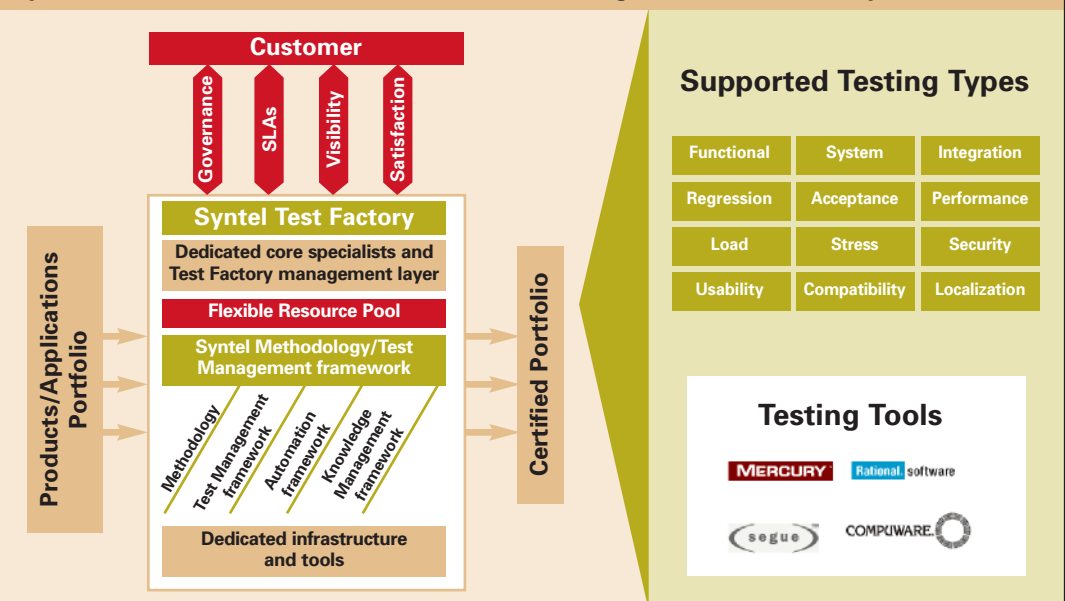 Customer
Governance
SLAs
Visibility
Satisfaction
Syntel Test Factory
Dedicated core specialists and
Test Factory management layer
Flexible Resource Pool
Syntel Methodology/Test
Management framework
Methodology
Test Management
framework
Automation
framework
Knowledge
Management
framework
Dedicated infrastructure
and tools
Products/Applications
Portfolio
Certified Portfolio
Supported Testing Types
Functional System Integration
Regression Acceptance Performance
Load Stress Security
Usability Compatibility Localization
Testing Tools
MERCURY Rational. software
segue COMPUWARE.